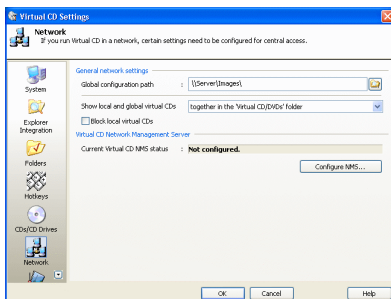 Virtual CD Settings
Network
If you run Virtual CD in a network, certain settings need to be configured for central access.
System
Explorer
Integration
Folders
Hotkeys
CDs/CD Drives
Network
General network settings
Global configuration path : \\Server\Images\
Show local and global virtual CDs : together in the 'Virtual CD/DVDs' folder
Block local virtual CDs
Virtual CD Network Management Server
Current Virtual CD NMS status : Not configured.
Configure NMS...
OK Cancel Help